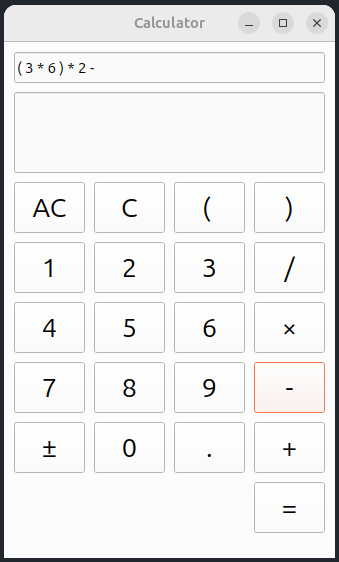 Calculator
(3*6)*2-
AC C ( )
1 2 3 /
4 5 6 ×
7 8 9 -
± 0 . +
=